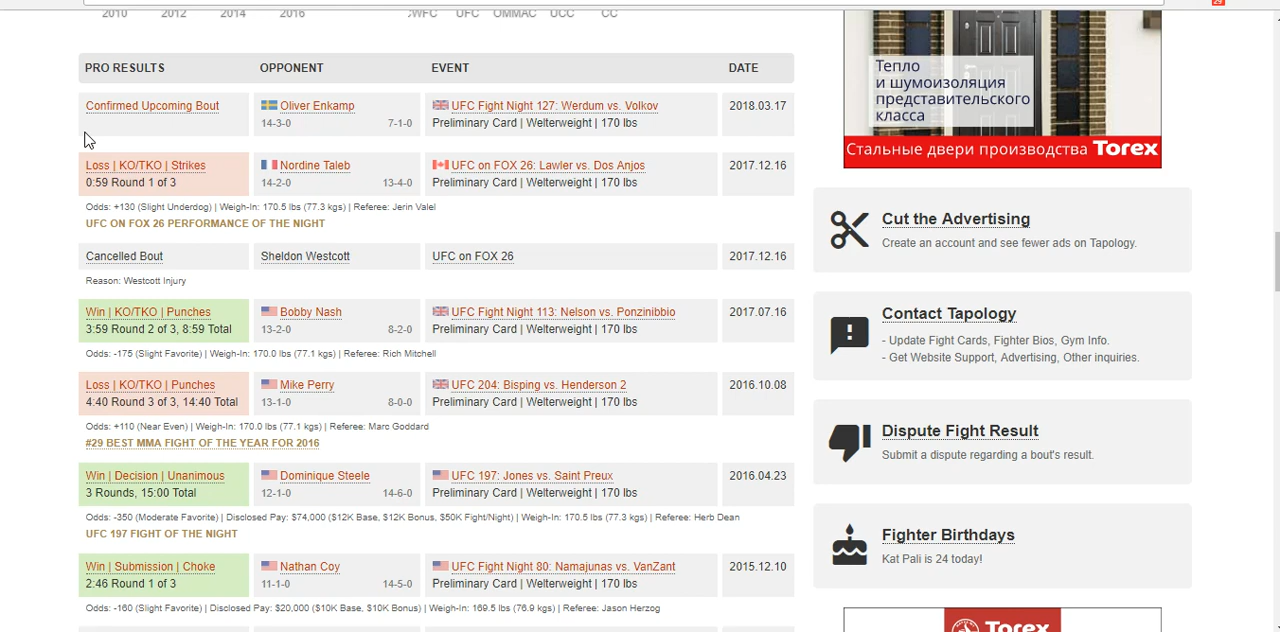 2010 2012 2014 2016 UFC OMMAC UCC CC
29
PRO RESULTS OPPONENT EVENT DATE
Confirmed Upcoming Bout Oliver Enkamp UFC Fight Night 127: Werdum vs. Volkov 2018.03.17
14-3-0 7-1-0 Preliminary Card | Welterweight | 170 lbs
Loss | KO/TKO | Strikes Nordine Taleb UFC on FOX 26: Lawler vs. Dos Anjos 2017.12.16
0:59 Round 1 of 3 14-2-0 13-4-0 Preliminary Card | Welterweight | 170 lbs
Odds: +130 (Slight Underdog) | Weigh-In: 170.5 lbs (77.3 kgs) | Referee: Jerin Valel
UFC ON FOX 26 PERFORMANCE OF THE NIGHT
Cancelled Bout Sheldon Westcott UFC on FOX 26 2017.12.16
Reason: Westcott Injury
Win | KO/TKO | Punches Bobby Nash UFC Fight Night 113: Nelson vs. Ponzinibbio 2017.07.16
3:59 Round 2 of 3, 8:59 Total 13-2-0 8-2-0 Preliminary Card | Welterweight | 170 lbs
Odds: -175 (Slight Favorite) | Weigh-In: 170.0 lbs (77.1 kgs) | Referee: Rich Mitchell
Loss | KO/TKO | Punches Mike Perry UFC 204: Bisping vs. Henderson 2 2016.10.08
4:40 Round 3 of 3, 14:40 Total 13-1-0 8-0-0 Preliminary Card | Welterweight | 170 lbs
Odds: +110 (Near Even) | Weigh-In: 170.0 lbs (77.1 kgs) | Referee: Marc Goddard
#29 BEST MMA FIGHT OF THE YEAR FOR 2016
Win | Decision | Unanimous Dominique Steele UFC 197: Jones vs. Saint Preux 2016.04.23
3 Rounds, 15:00 Total 12-1-0 14-6-0 Preliminary Card | Welterweight | 170 lbs
Odds: -350 (Moderate Favorite) | Disclosed Pay: $74,000 ($12K Base, $12K Bonus, $50K Fight/Night) | Weigh-In: 170.5 lbs (77.3 kgs) | Referee: Herb Dean
UFC 197 FIGHT OF THE NIGHT
Win | Submission | Choke Nathan Coy UFC Fight Night 80: Namajunas vs. VanZant 2015.12.10
2:46 Round 1 of 3 11-1-0 14-5-0 Preliminary Card | Welterweight | 170 lbs
Odds: -160 (Slight Favorite) | Disclosed Pay: $20,000 ($10K Base, $10K Bonus) | Weigh-In: 169.5 lbs (76.9 kgs) | Referee: Jason Herzog
Тепло
и шумоизоляция
представительского
класса
Стальные двери производства Torex
Cut the Advertising
Create an account and see fewer ads on Tapology.
Contact Tapology
- Update Fight Cards, Fighter Bios, Gym Info.
- Get Website Support, Advertising, Other inquiries.
Dispute Fight Result
Submit a dispute regarding a bout's result.
Fighter Birthdays
Kat Pali is 24 today!
Torex